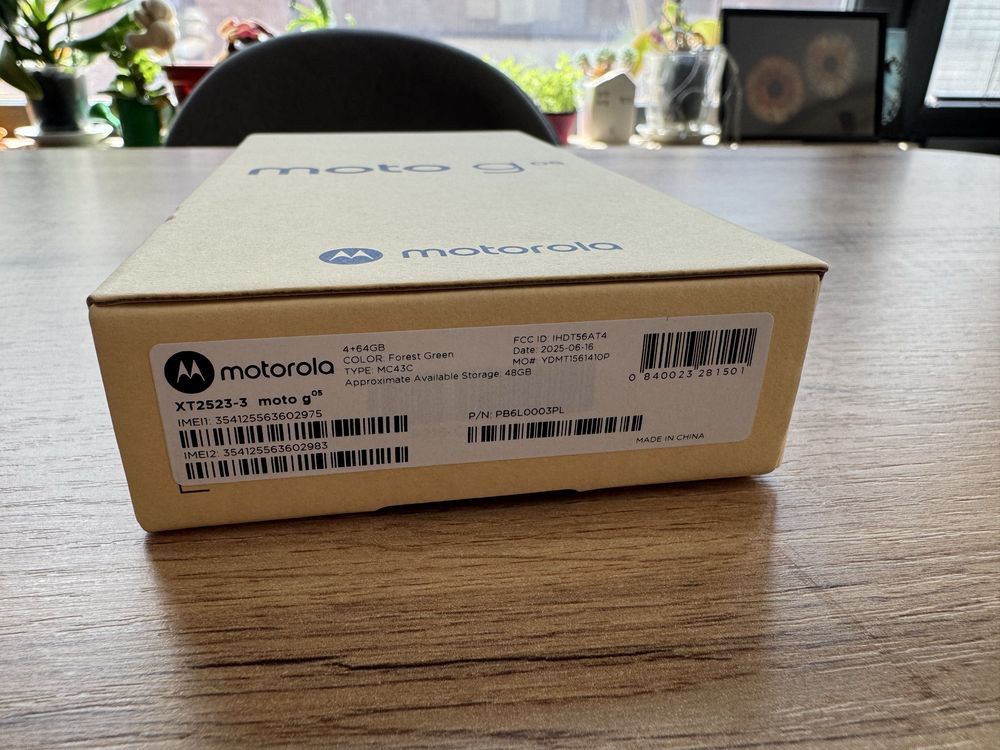 moto g05
motorola
motorola
4+64GB
COLOR: Forest Green
TYPE: MC43C
Approximate Available Storage: 48GB
FCC ID: IHDT56AT4
Date: 2025-06-16
MO#: YDMT1561410P
0 840023 281501
XT2523-3 moto g05
IMEI1: 354125563602975
IMEI2: 354125563602983
P/N: PB6L0003PL
MADE IN CHINA